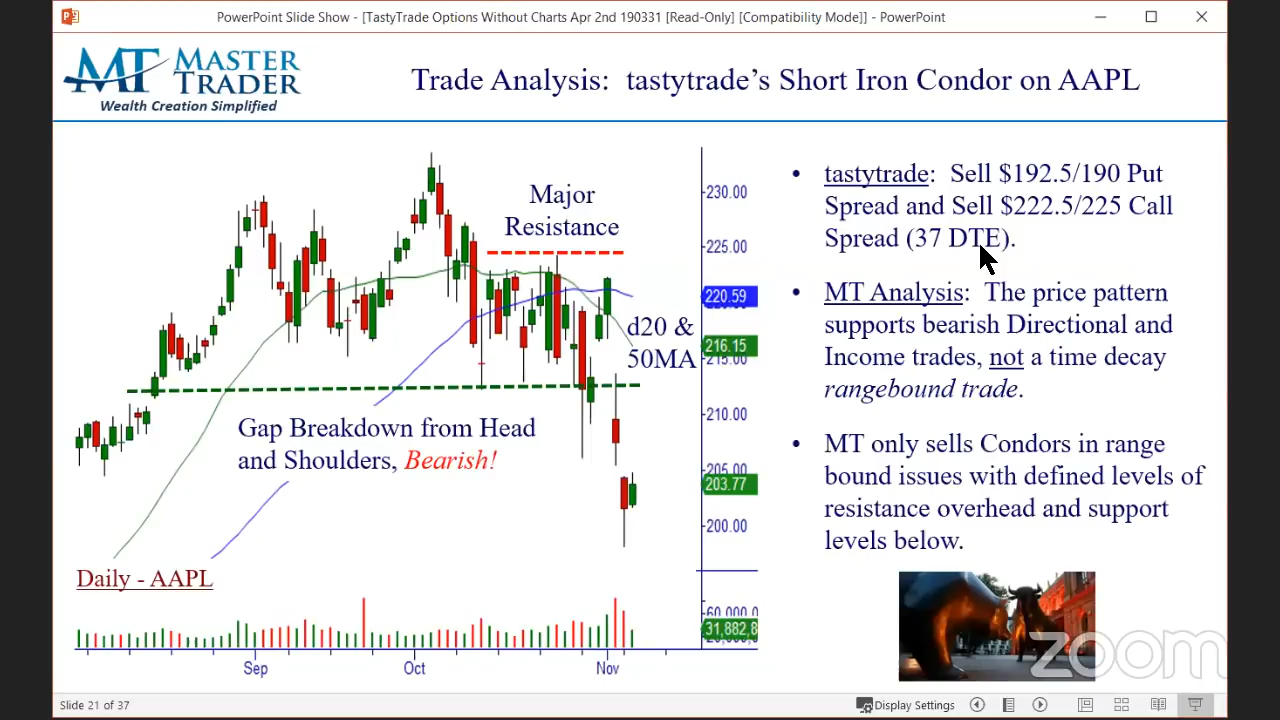 PowerPoint Slide Show - [TastyTrade Options Without Charts Apr 2nd 190331 [Read-Only] [Compatibility Mode]] - PowerPoint
MT MASTER TRADER
Wealth Creation Simplified
Trade Analysis: tastytrade’s Short Iron Condor on AAPL
Major
Resistance
230.00
225.00
220.59
d20 &
50MA
216.15
215.00
210.00
205.00
203.77
200.00
Gap Breakdown from Head
and Shoulders, Bearish!
Daily - AAPL
60,000,0
31,882,8
Sep
Oct
Nov
• tastytrade: Sell $192.5/190 Put
Spread and Sell $222.5/225 Call
Spread (37 DTE).
• MT Analysis: The price pattern
supports bearish Directional and
Income trades, not a time decay
rangebound trade.
• MT only sells Condors in range
bound issues with defined levels of
resistance overhead and support
levels below.
zoom
Slide 21 of 37
Display Settings